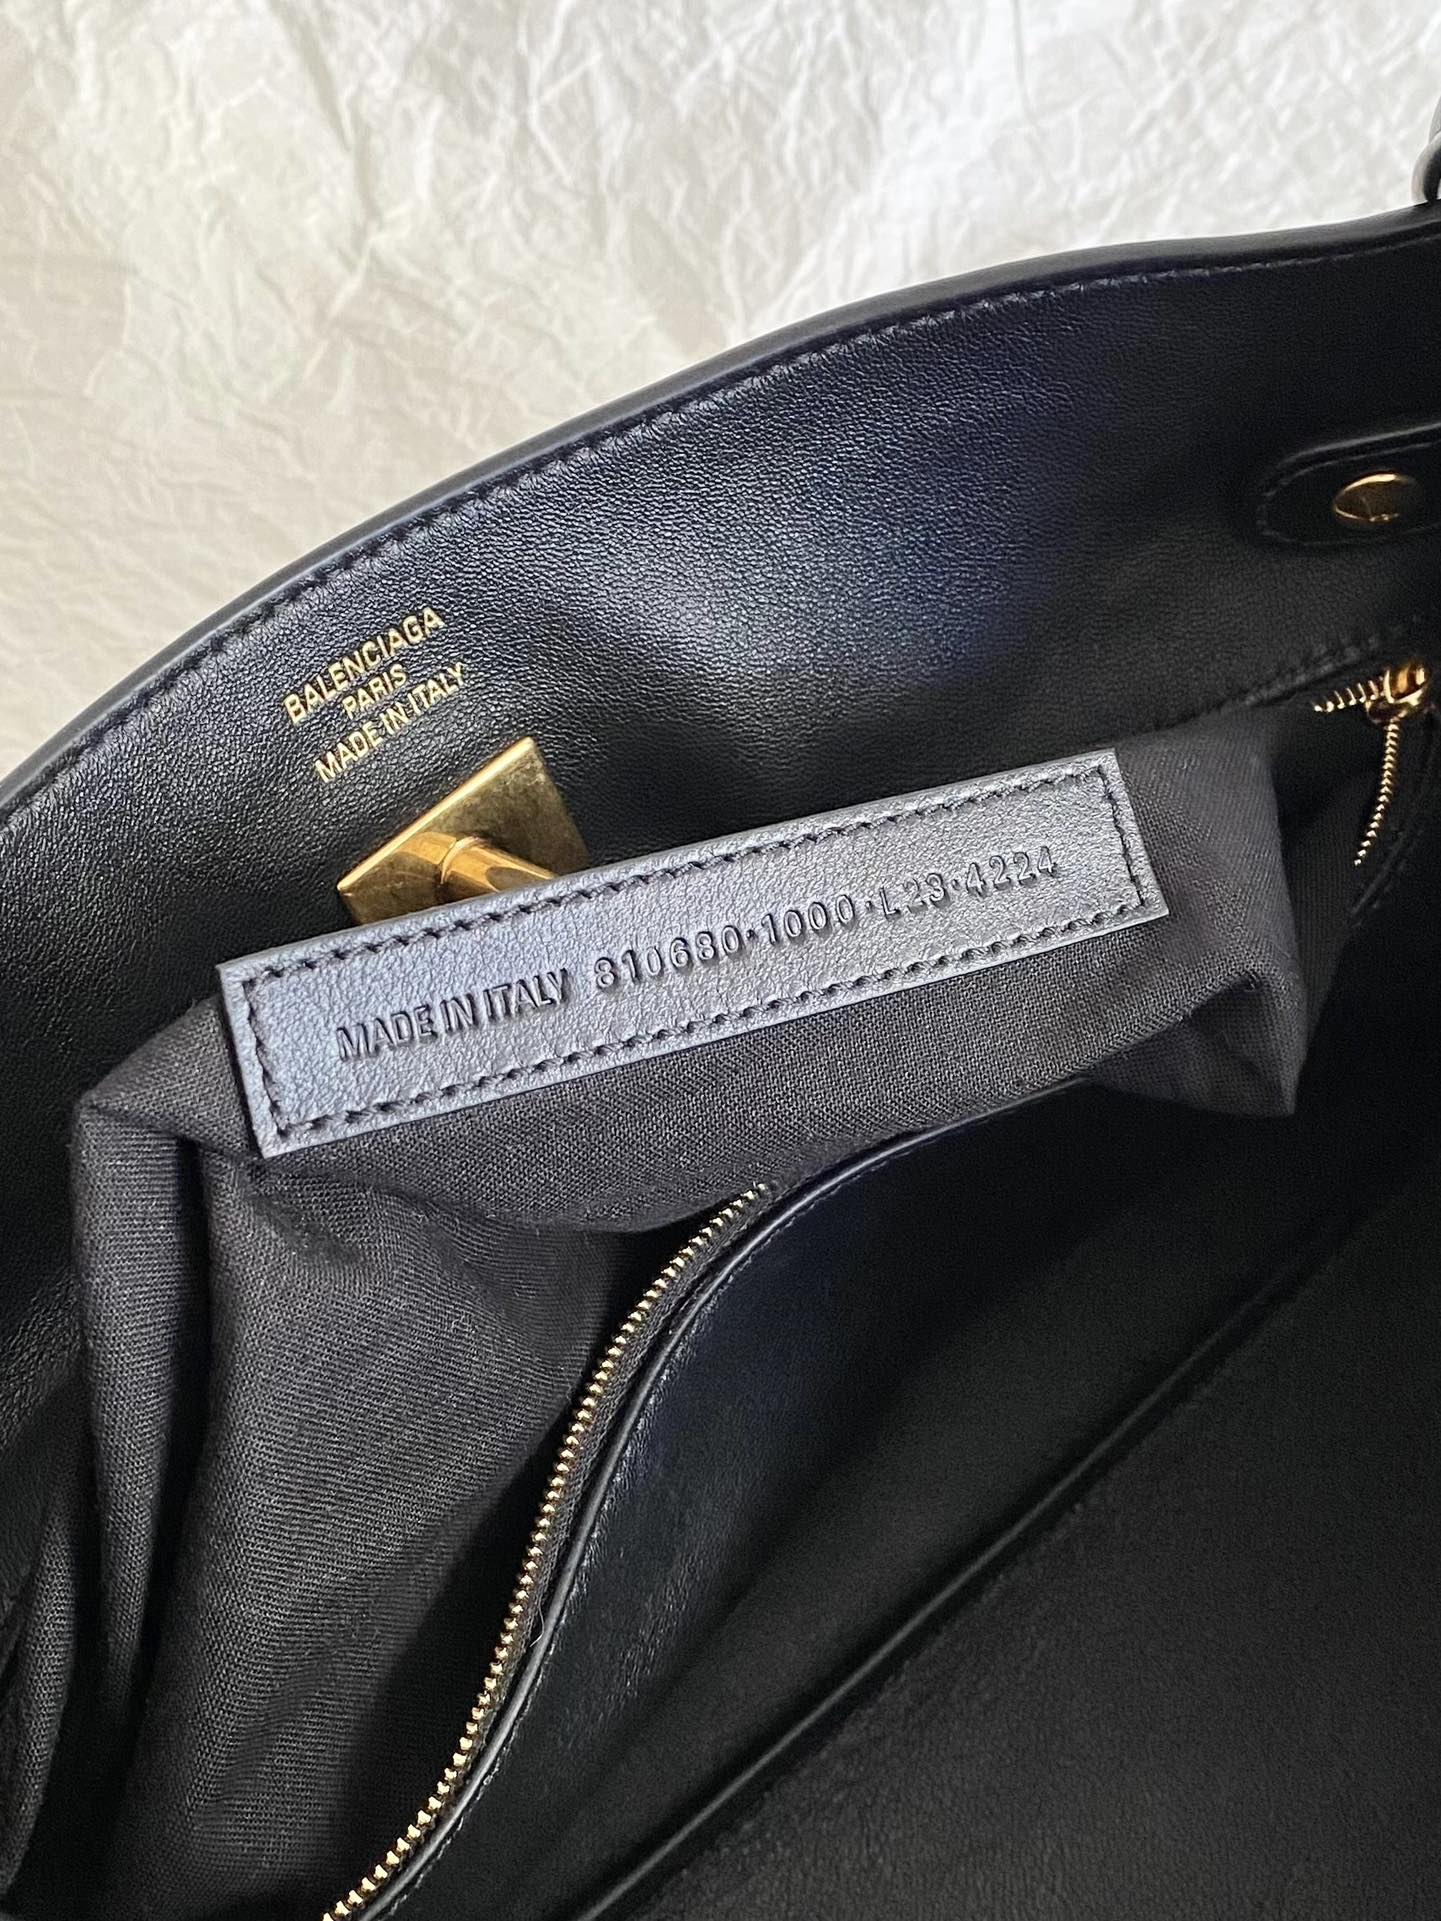 BALENCIAGA
PARIS
MADE IN ITALY
MADE IN ITALY 810680·1000·L23·4224